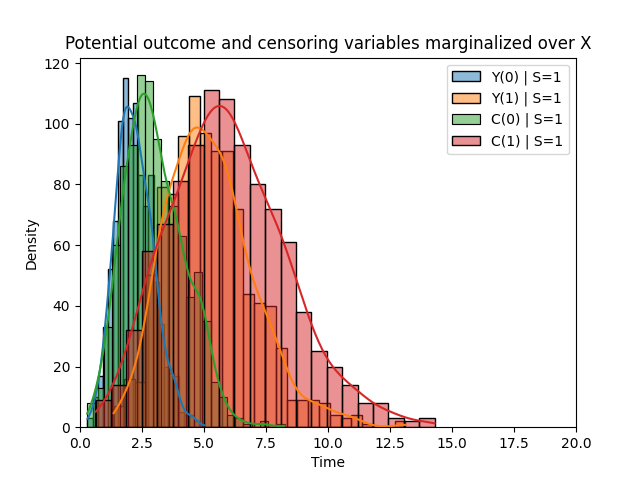 Potential outcome and censoring variables marginalized over X
Y(0) | S=1
Y(1) | S=1
C(0) | S=1
C(1) | S=1
Density
120
100
80
60
40
20
0
0.0 2.5 5.0 7.5 10.0 12.5 15.0 17.5 20.0
Time